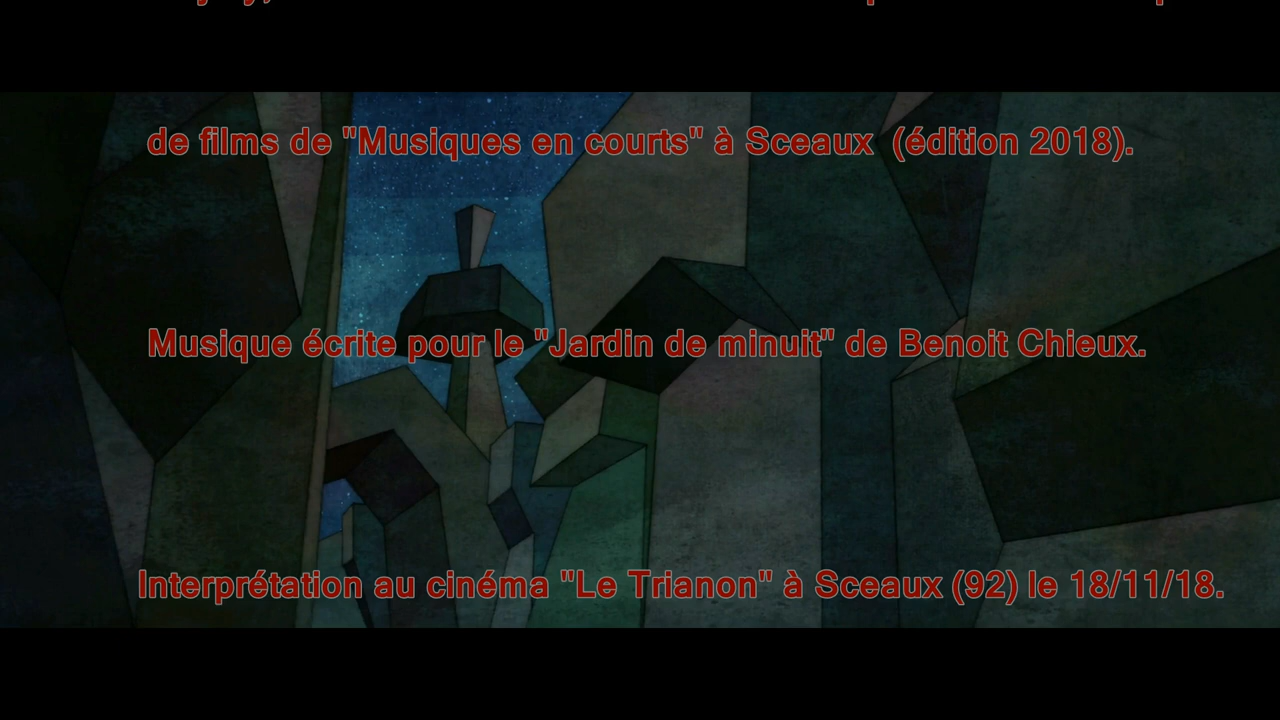 de films de "Musiques en courts" à Sceaux (édition 2018).
Musique écrite pour le "Jardin de minuit" de Benoit Chieux.
Interprétation au cinéma "Le Trianon" à Sceaux (92) le 18/11/18.